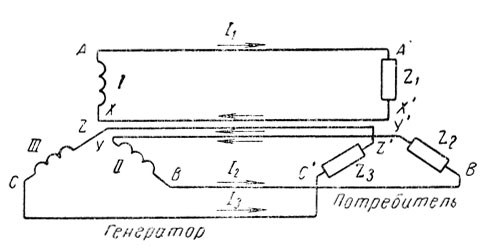 A I₁ A'
I Z₁
X X'
Z Y'
III Y II Z' Z₂
C B C' Z₃ B
I₂
I₃ Потребитель
Генератор